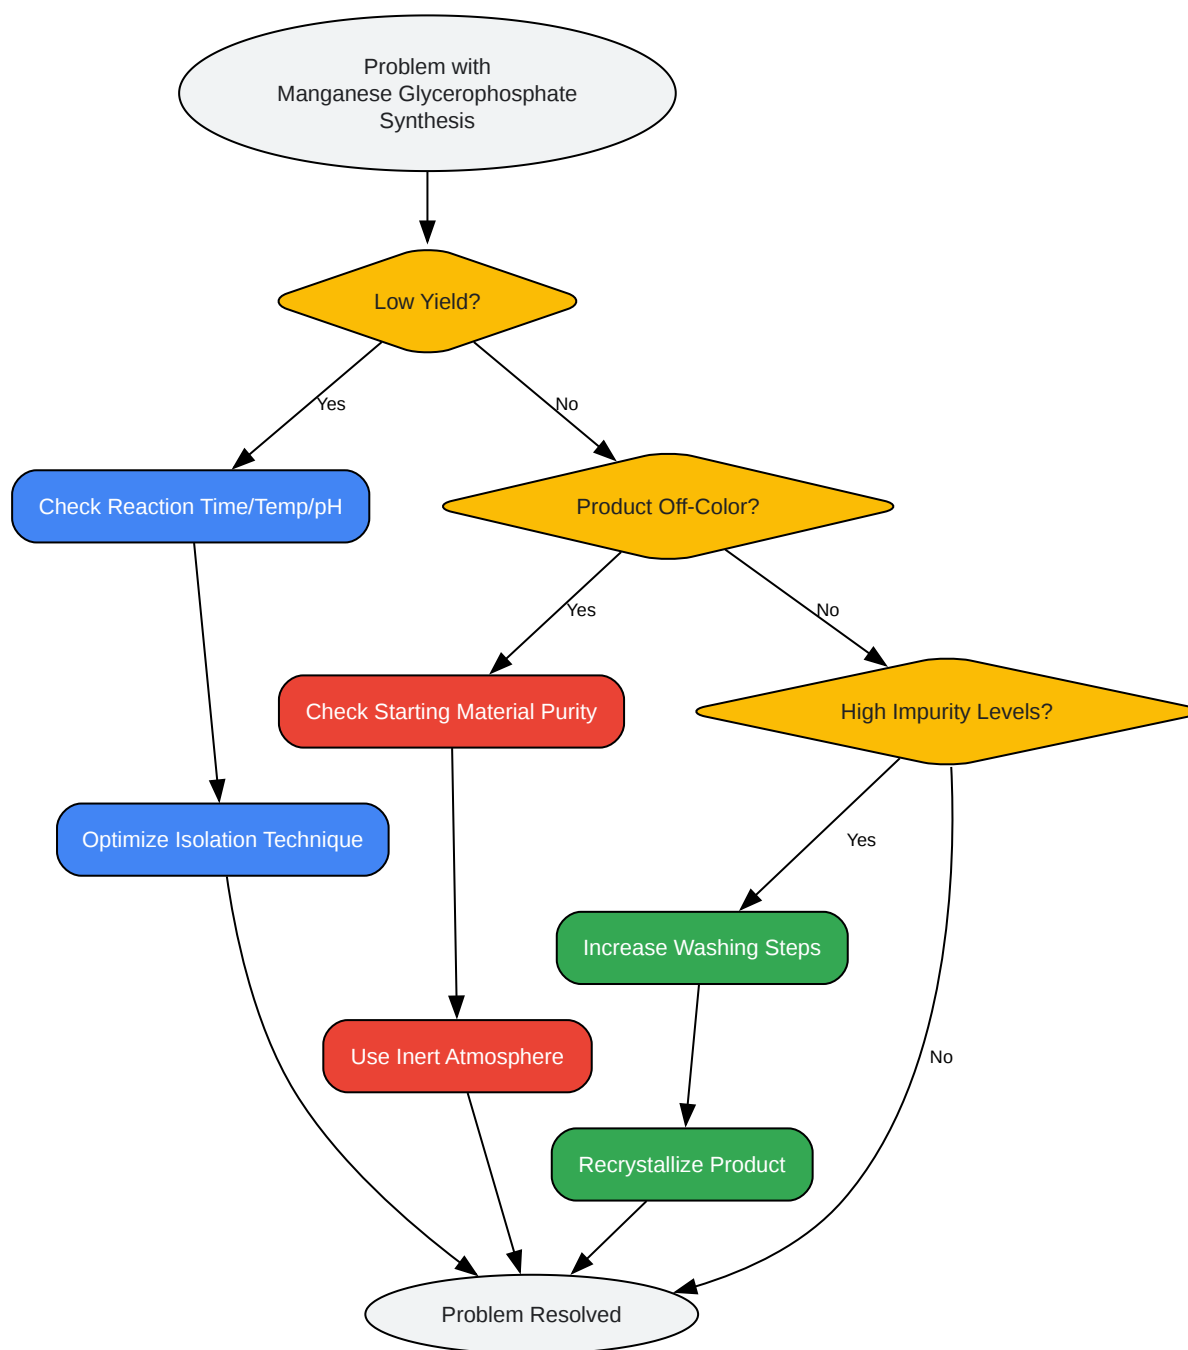 Problem with
Manganese Glycerophosphate
Synthesis
Low Yield?
Yes
No
Check Reaction Time/Temp/pH
Product Off-Color?
Yes
No
Check Starting Material Purity
High Impurity Levels?
Optimize Isolation Technique
Yes
Increase Washing Steps
Use Inert Atmosphere
No
Recrystallize Product
Problem Resolved